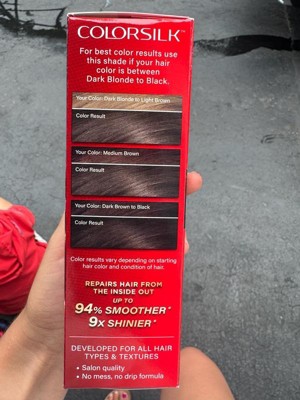 COLORSILK™
For best color results use
this shade if your hair
color is between
Dark Blonde to Black.
Your Color: Dark Blonde to Light Brown
Color Result
Your Color: Medium Brown
Color Result
Your Color: Dark Brown to Black
Color Result
Color results vary depending on starting
hair color and condition of hair.
REPAIRS HAIR FROM
THE INSIDE OUT
UP TO
94% SMOOTHER*
9X SHINIER*
DEVELOPED FOR ALL HAIR
TYPES & TEXTURES
• Salon quality
• No mess, no drip formula